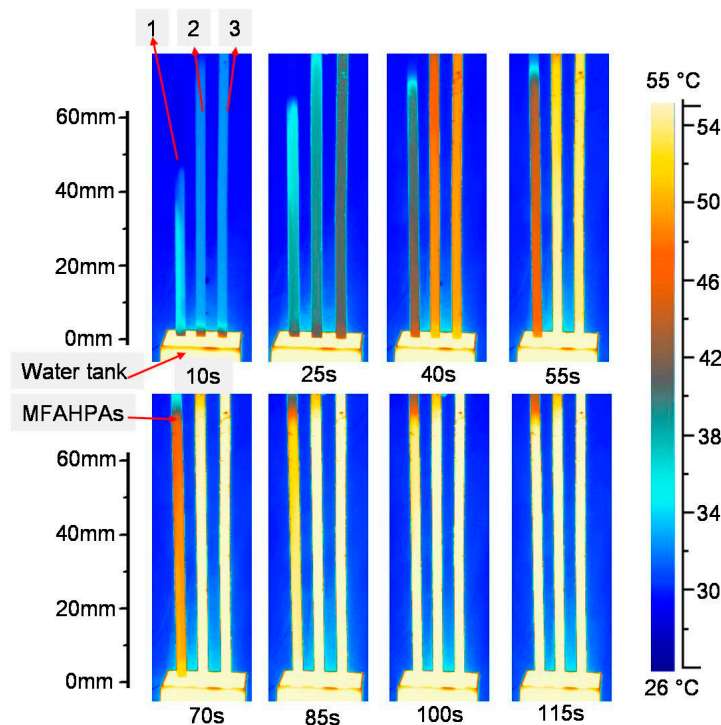 1 2 3
55 °C
60mm
40mm
20mm
0mm
54
50
46
42
38
34
30
26 °C
Water tank
10s 25s 40s 55s
MFAHPAs
60mm
40mm
20mm
0mm
70s 85s 100s 115s